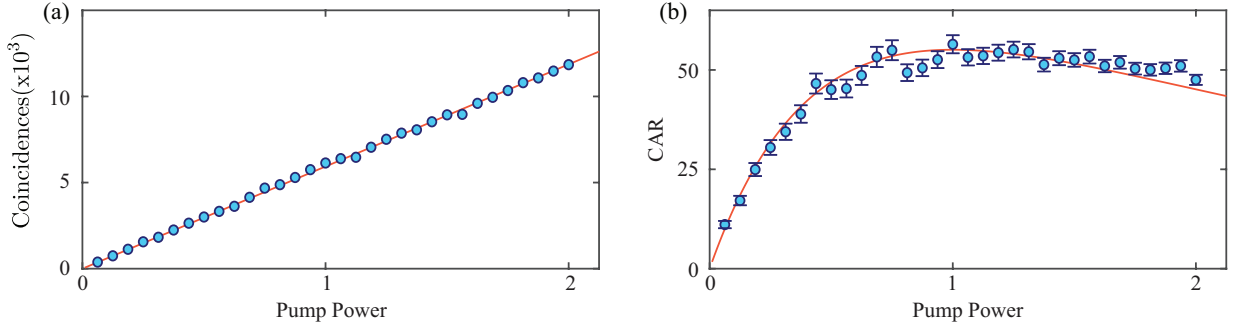 (a)
Coincidences(x10³)
10
5
0
0 1 2
Pump Power
(b)
CAR
50
25
0
0 1 2
Pump Power